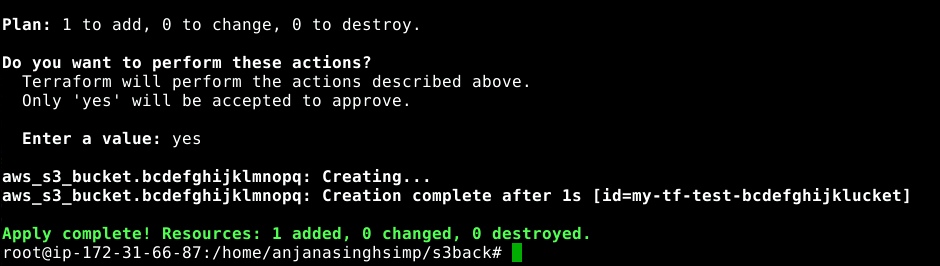 Plan: 1 to add, 0 to change, 0 to destroy.
Do you want to perform these actions?
Terraform will perform the actions described above.
Only 'yes' will be accepted to approve.
Enter a value: yes
aws_s3_bucket.bcdefghijklmnopq: Creating...
aws_s3_bucket.bcdefghijklmnopq: Creation complete after 1s [id=my-tf-test-bcdefghijklucket]
Apply complete! Resources: 1 added, 0 changed, 0 destroyed.
root@ip-172-31-66-87:/home/anjanasinghsimp/s3back#